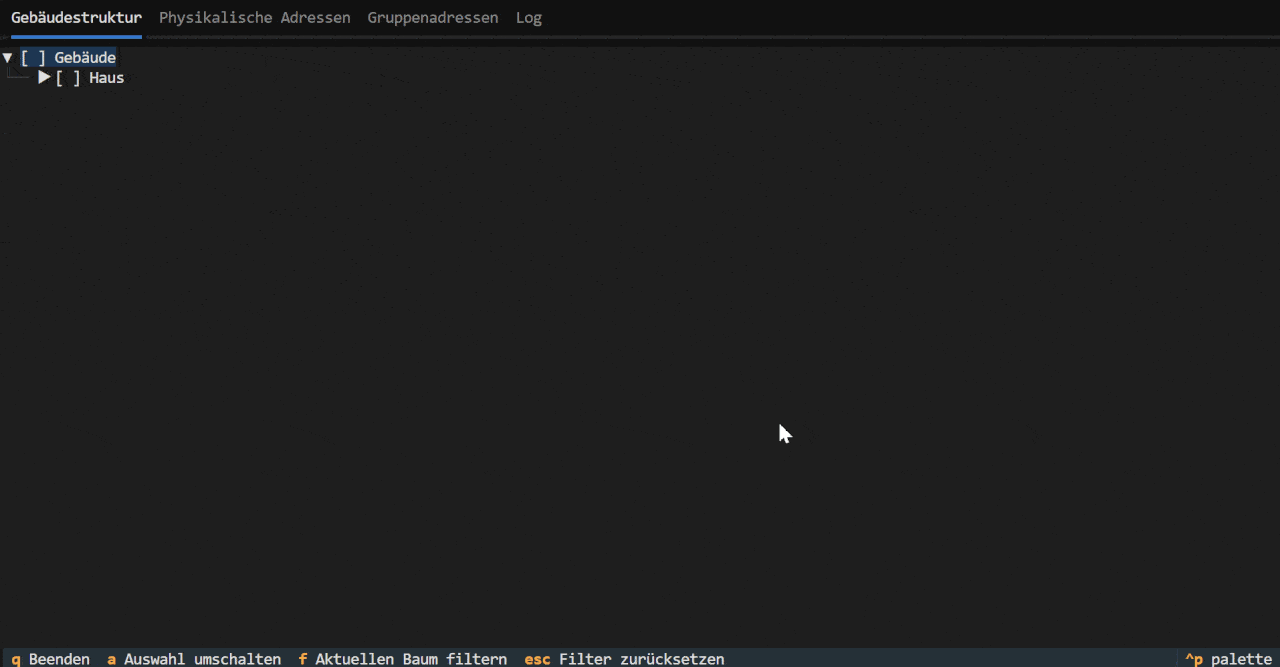 Gebäudestruktur Physikalische Adressen Gruppenadressen Log
▼ [ ] Gebäude
▶ [ ] Haus
q Beenden a Auswahl umschalten f Aktuellen Baum filtern esc Filter zurücksetzen ^p palette